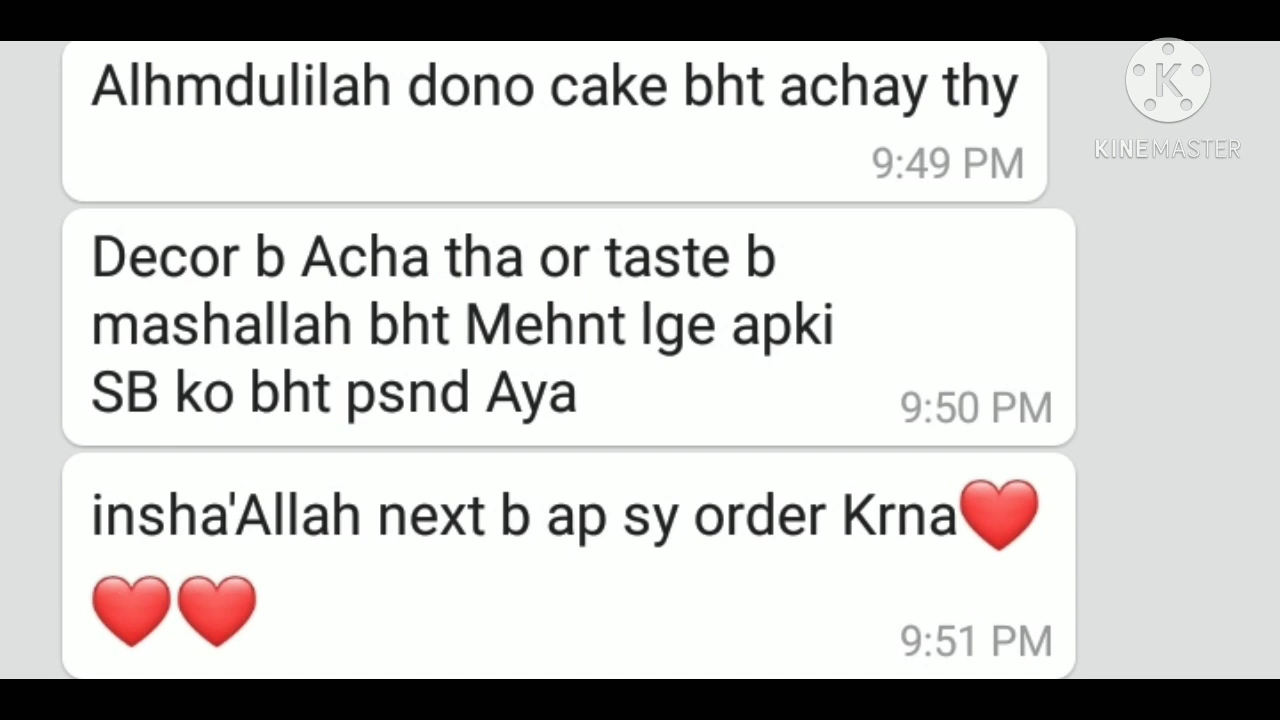 Alhmdulilah dono cake bht achay thy
9:49 PM
K
KINEMASTER
Decor b Acha tha or taste b
mashallah bht Mehnt lge apki
SB ko bht psnd Aya
9:50 PM
insha'Allah next b ap sy order Krna❤️
❤️❤️
9:51 PM